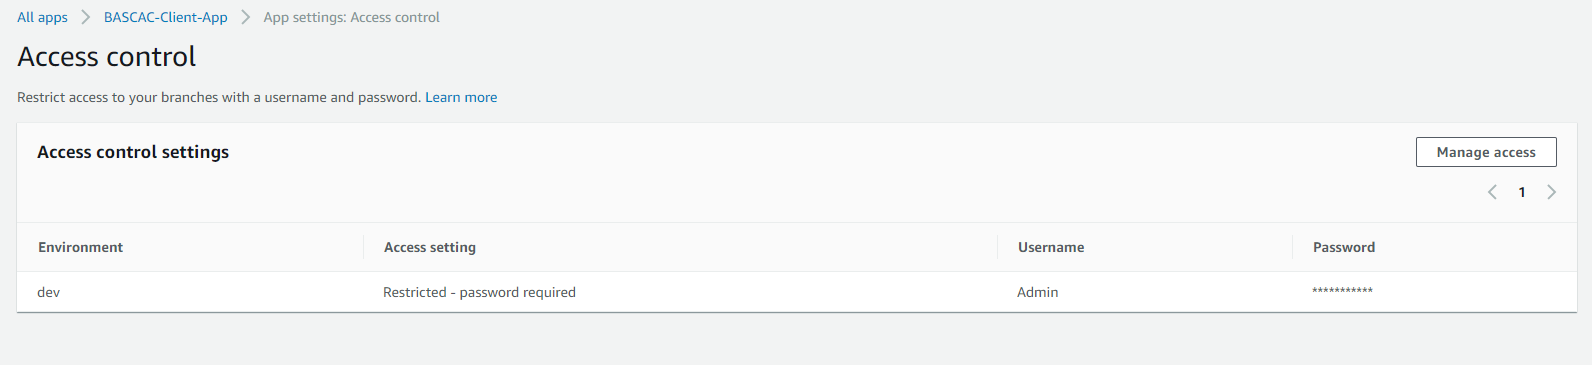 All apps > BASCAC-Client-App > App settings: Access control
Access control
Restrict access to your branches with a username and password. Learn more
Access control settings
Manage access
1
Environment Access setting Username Password
dev Restricted - password required Admin ***********